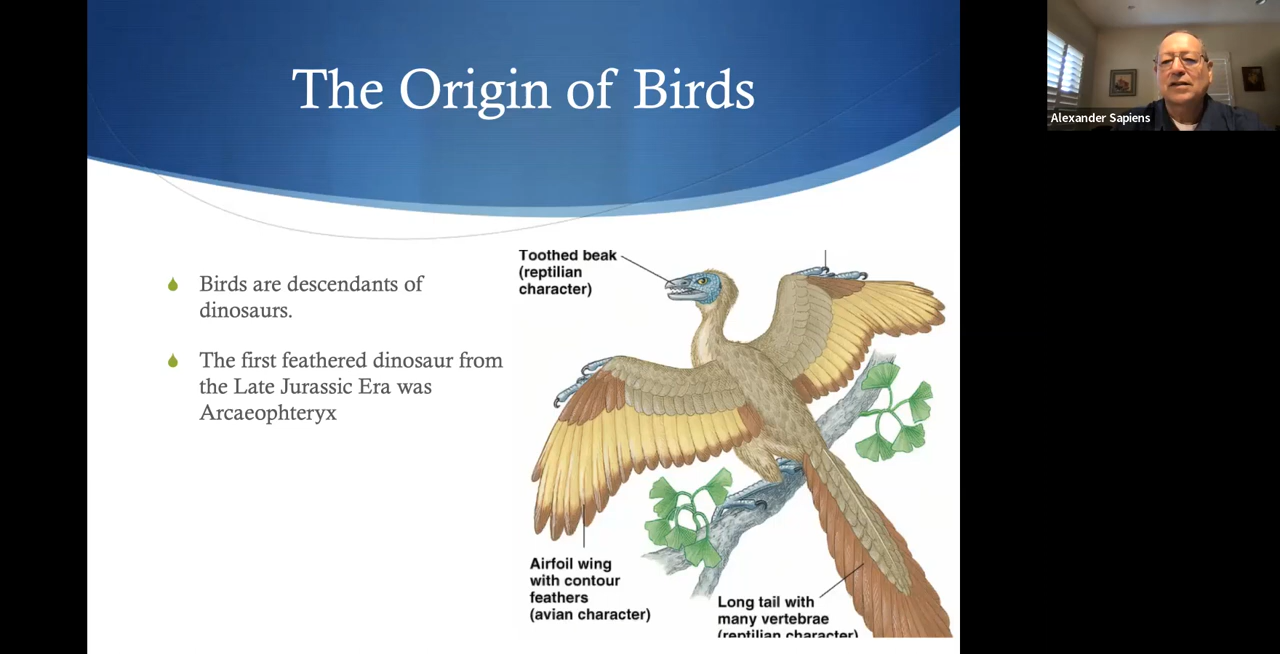 The Origin of Birds
Alexander Sapiens
Birds are descendants of
dinosaurs.
The first feathered dinosaur from
the Late Jurassic Era was
Arcaeophteryx
Toothed beak
(reptilian
character)
Airfoil wing
with contour
feathers
(avian character)
Long tail with
many vertebrae
(reptilian character)